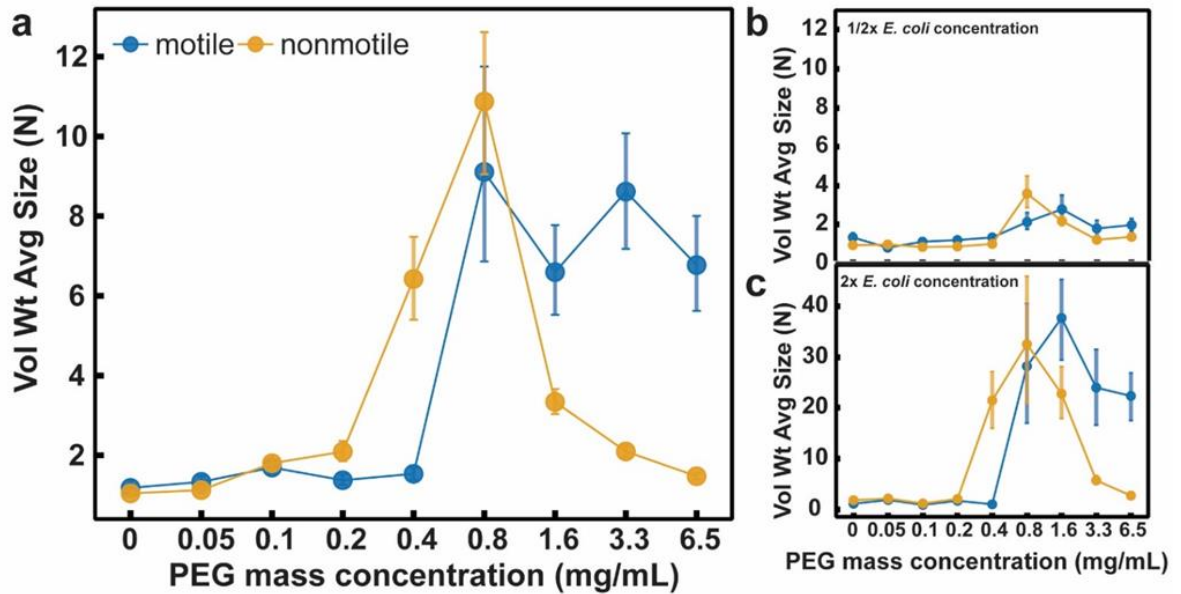 a
motile nonmotile
Vol Wt Avg Size (N)
12
10
8
6
4
2
0 0.05 0.1 0.2 0.4 0.8 1.6 3.3 6.5
PEG mass concentration (mg/mL)
b
1/2x E. coli concentration
Vol Wt Avg Size (N)
12
10
8
6
4
2
0
c
2x E. coli concentration
Vol Wt Avg Size (N)
40
30
20
10
0
0 0.05 0.1 0.2 0.4 0.8 1.6 3.3 6.5
PEG mass concentration (mg/mL)